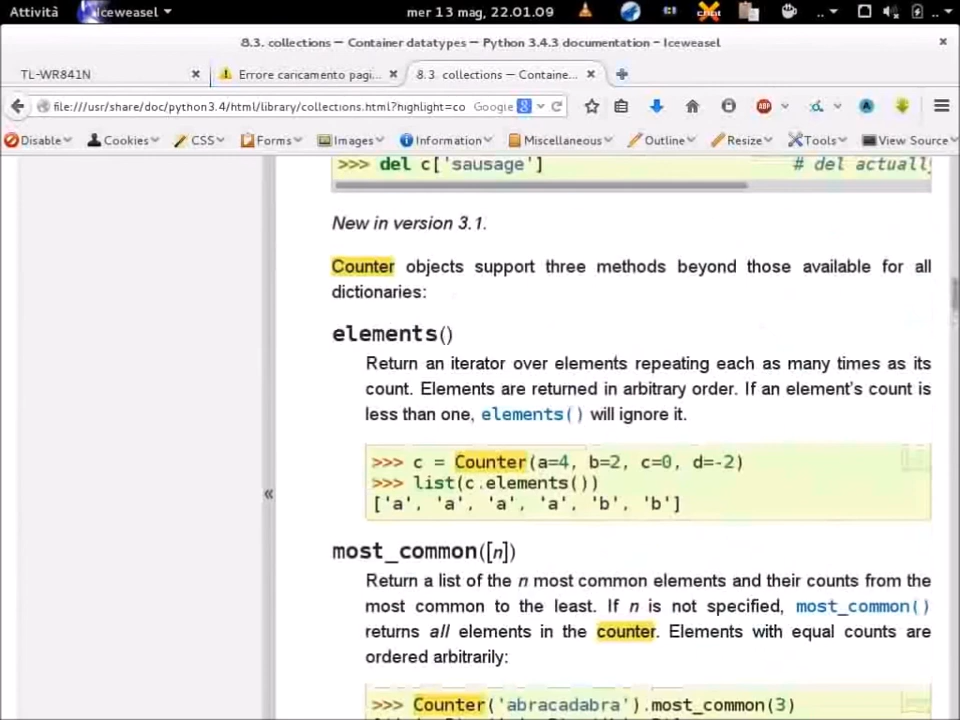 Attività
Iceweasel
mer 13 mag, 22.01.09
8.3. collections — Container datatypes — Python 3.4.3 documentation - Iceweasel
TL-WR841N
Errore caricamento pagi...
8.3. collections — Containe...
file:///usr/share/doc/python3.4/html/library/collections.html?highlight=co
Google
Disable
Cookies
CSS
Forms
Images
Information
Miscellaneous
Outline
Resize
Tools
View Source
>>> del c['sausage'] # del actually
New in version 3.1.
Counter objects support three methods beyond those available for all
dictionaries:
elements()
Return an iterator over elements repeating each as many times as its
count. Elements are returned in arbitrary order. If an element's count is
less than one, elements() will ignore it.
>>> c = Counter(a=4, b=2, c=0, d=-2)
>>> list(c.elements())
['a', 'a', 'a', 'a', 'b', 'b']
most_common([n])
Return a list of the n most common elements and their counts from the
most common to the least. If n is not specified, most_common()
returns all elements in the counter. Elements with equal counts are
ordered arbitrarily:
>>> Counter('abracadabra').most_common(3)